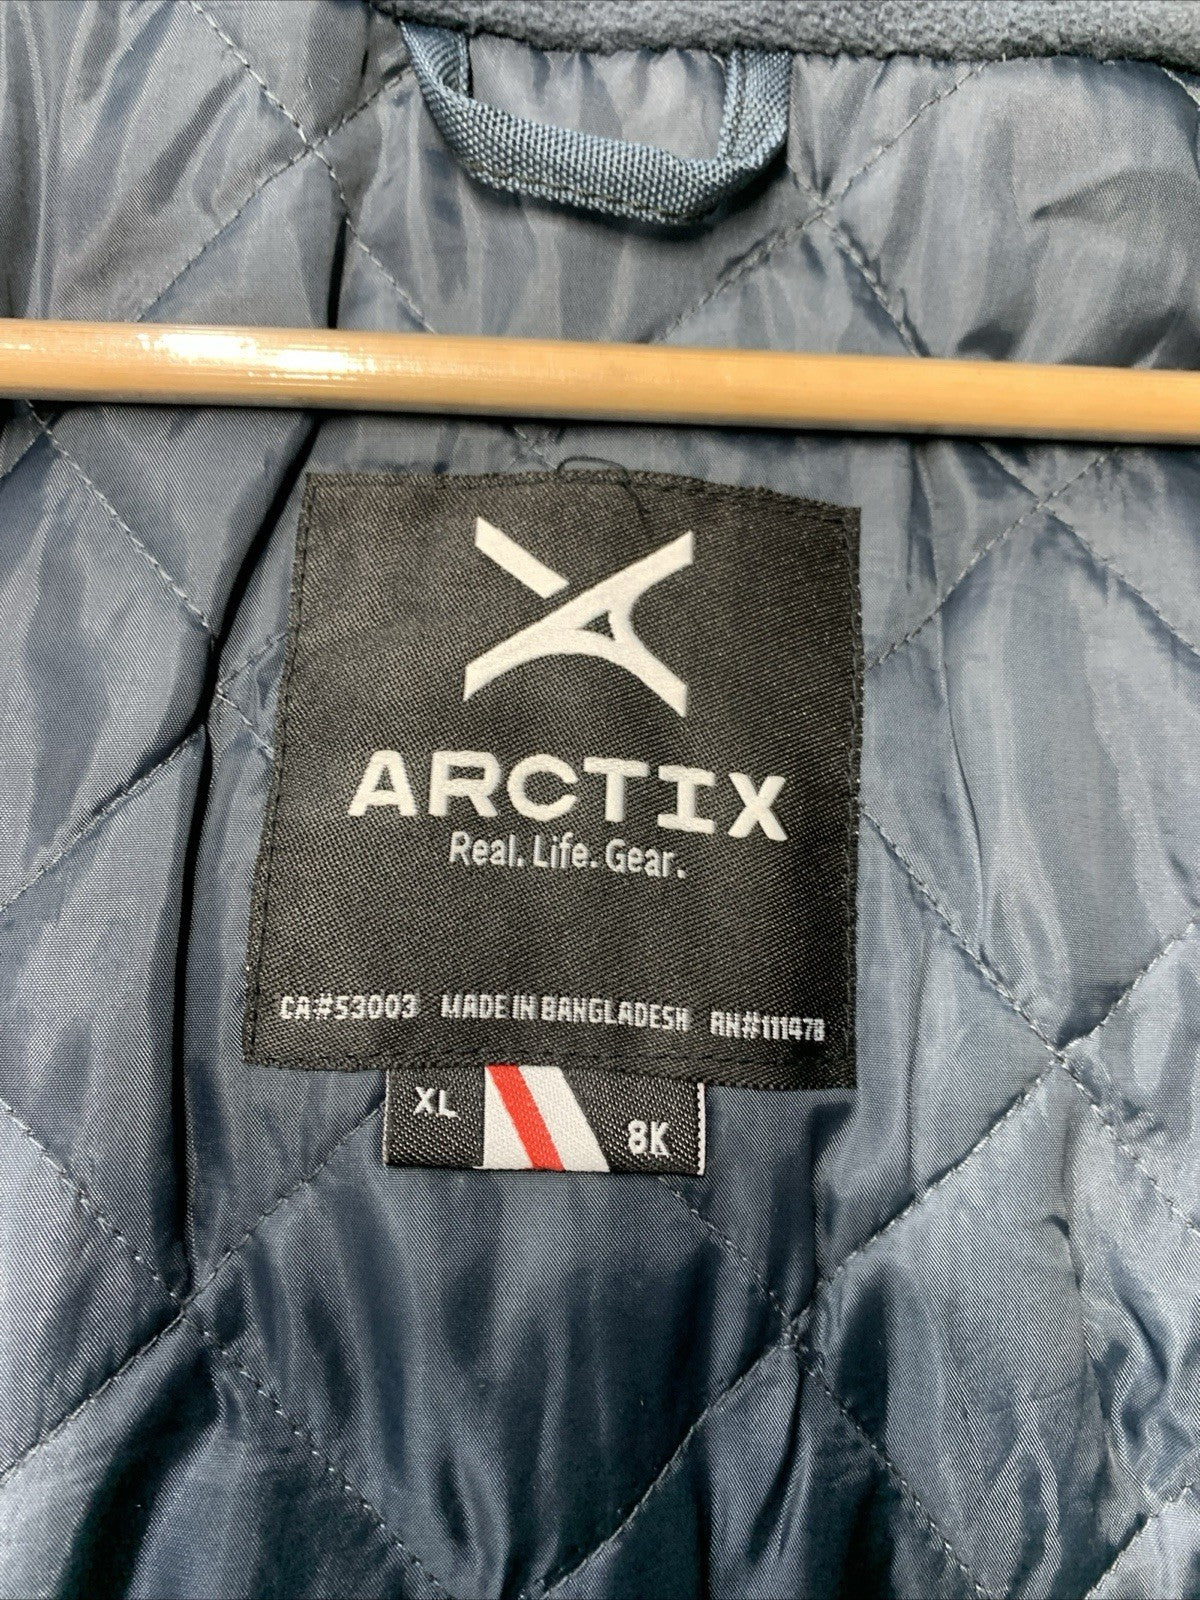 ARCTIX
Real. Life. Gear.
CA#53003 MADE IN BANGLADESH RN#111478
XL
8K